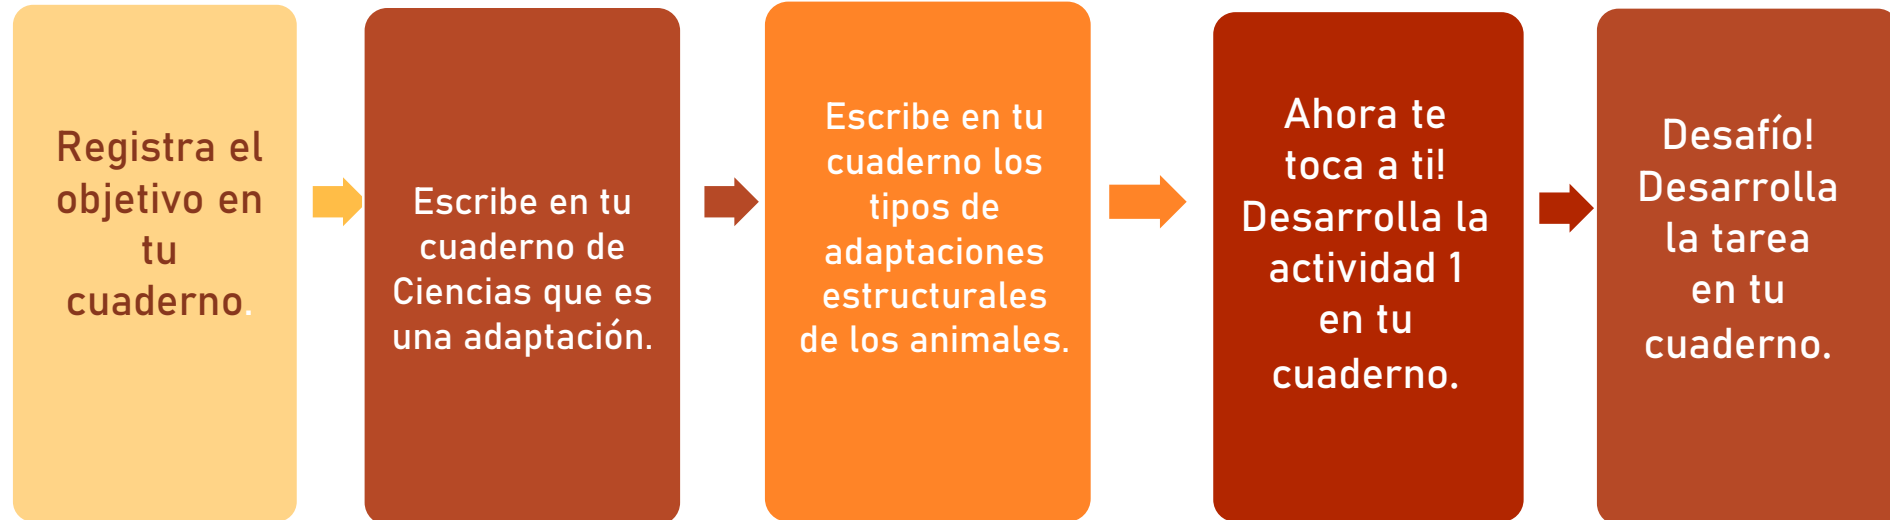 Registra el
objetivo en
tu
cuaderno.
Escribe en tu
cuaderno de
Ciencias que es
una adaptación.
Escribe en tu
cuaderno los
tipos de
adaptaciones
estructurales
de los animales.
Ahora te
toca a ti!
Desarrolla la
actividad 1
en tu
cuaderno.
Desafío!
Desarrolla
la tarea
en tu
cuaderno.